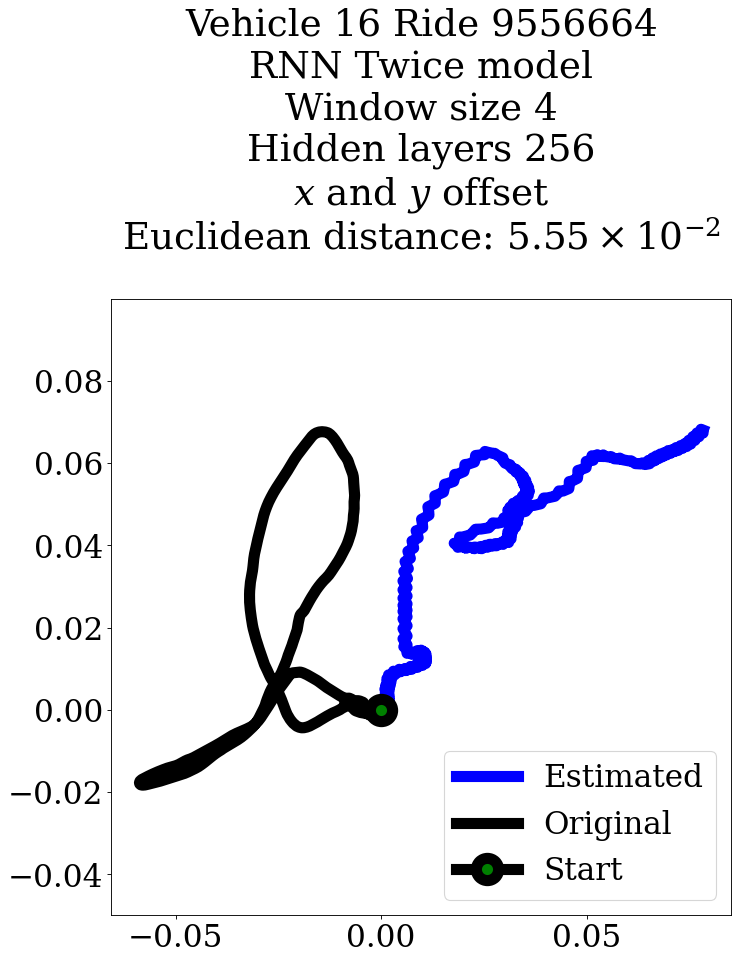 Vehicle 16 Ride 9556664
RNN Twice model
Window size 4
Hidden layers 256
x and y offset
Euclidean distance: 5.55 × 10⁻²
0.08
0.06
0.04
0.02
0.00
−0.02
−0.04
Estimated
Original
Start
−0.05 0.00 0.05